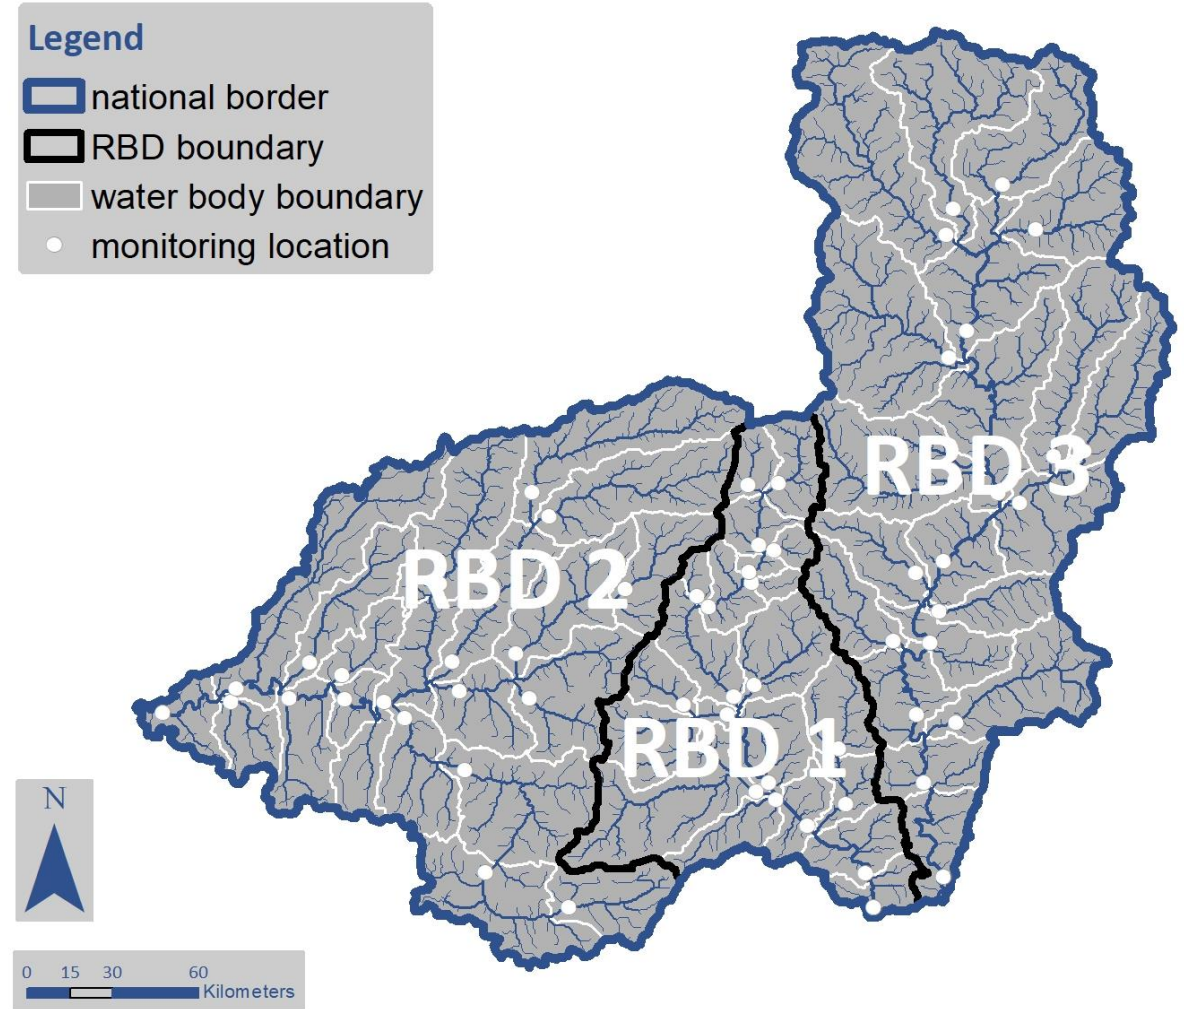 Legend
national border
RBD boundary
water body boundary
monitoring location
RBD 3
RBD 2
RBD 1
N
0 15 30 60
Kilometers